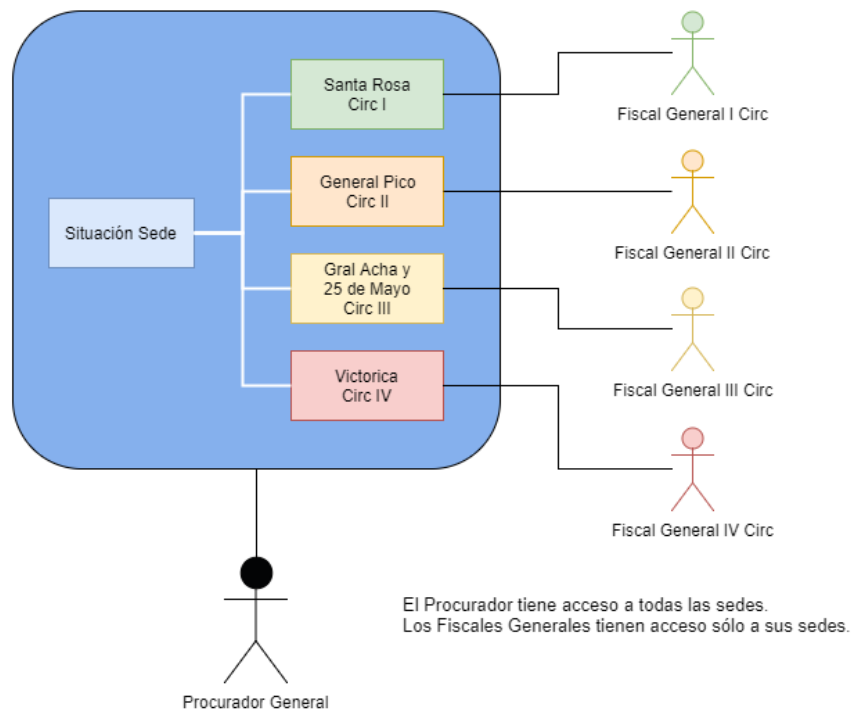 Santa Rosa
Circ I
Fiscal General I Circ
General Pico
Circ II
Situación Sede
Fiscal General II Circ
Gral Acha y
25 de Mayo
Circ III
Victorica
Circ IV
Fiscal General III Circ
Fiscal General IV Circ
El Procurador tiene acceso a todas las sedes.
Los Fiscales Generales tienen acceso sólo a sus sedes.
Procurador General